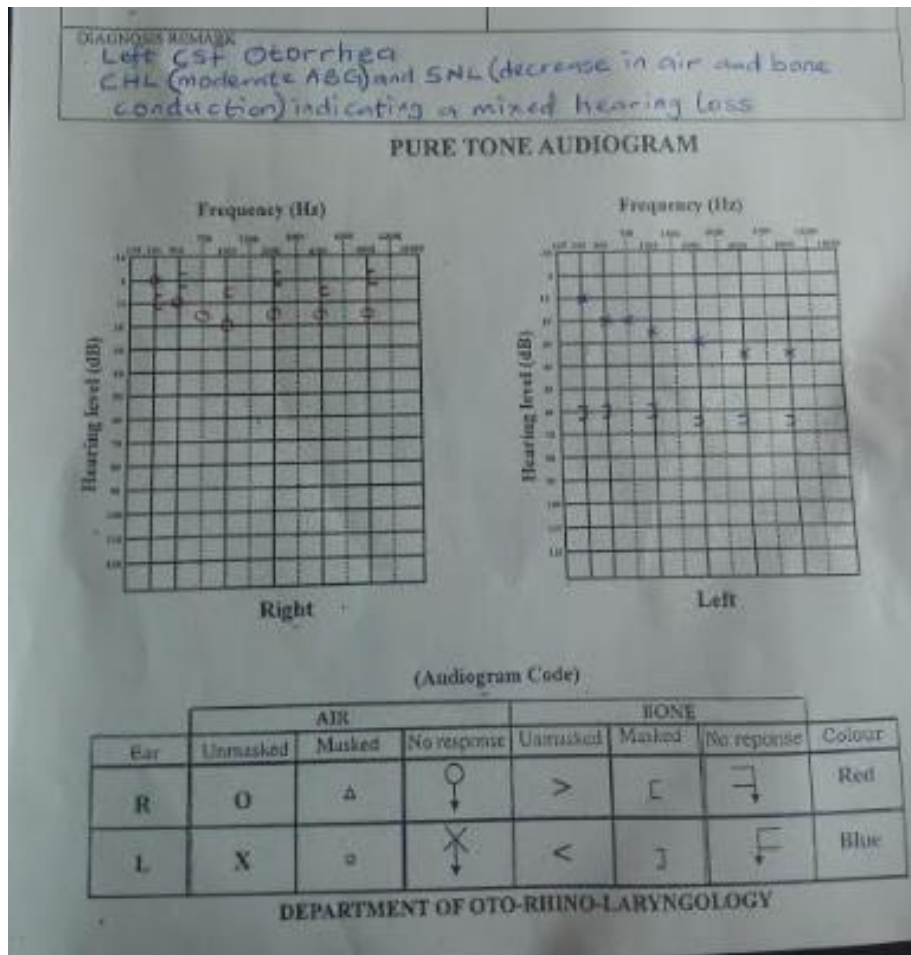 DIAGNOSIS REMARK
Left CSF Otorrhea
CHL (moderate ABG) and SNL (decrease in air and bone
conduction) indicating a mixed hearing loss
PURE TONE AUDIOGRAM
Frequency (Hz)
Frequency (Hz)
Hearing level (dB)
Hearing level (dB)
Right
Left
(Audiogram Code)
AIR BONE
Ear Unmasked Masked No response Unmasked Masked No reponse Colour
R O Δ > [ Red
L X < ] Blue
DEPARTMENT OF OTO-RHINO-LARYNGOLOGY